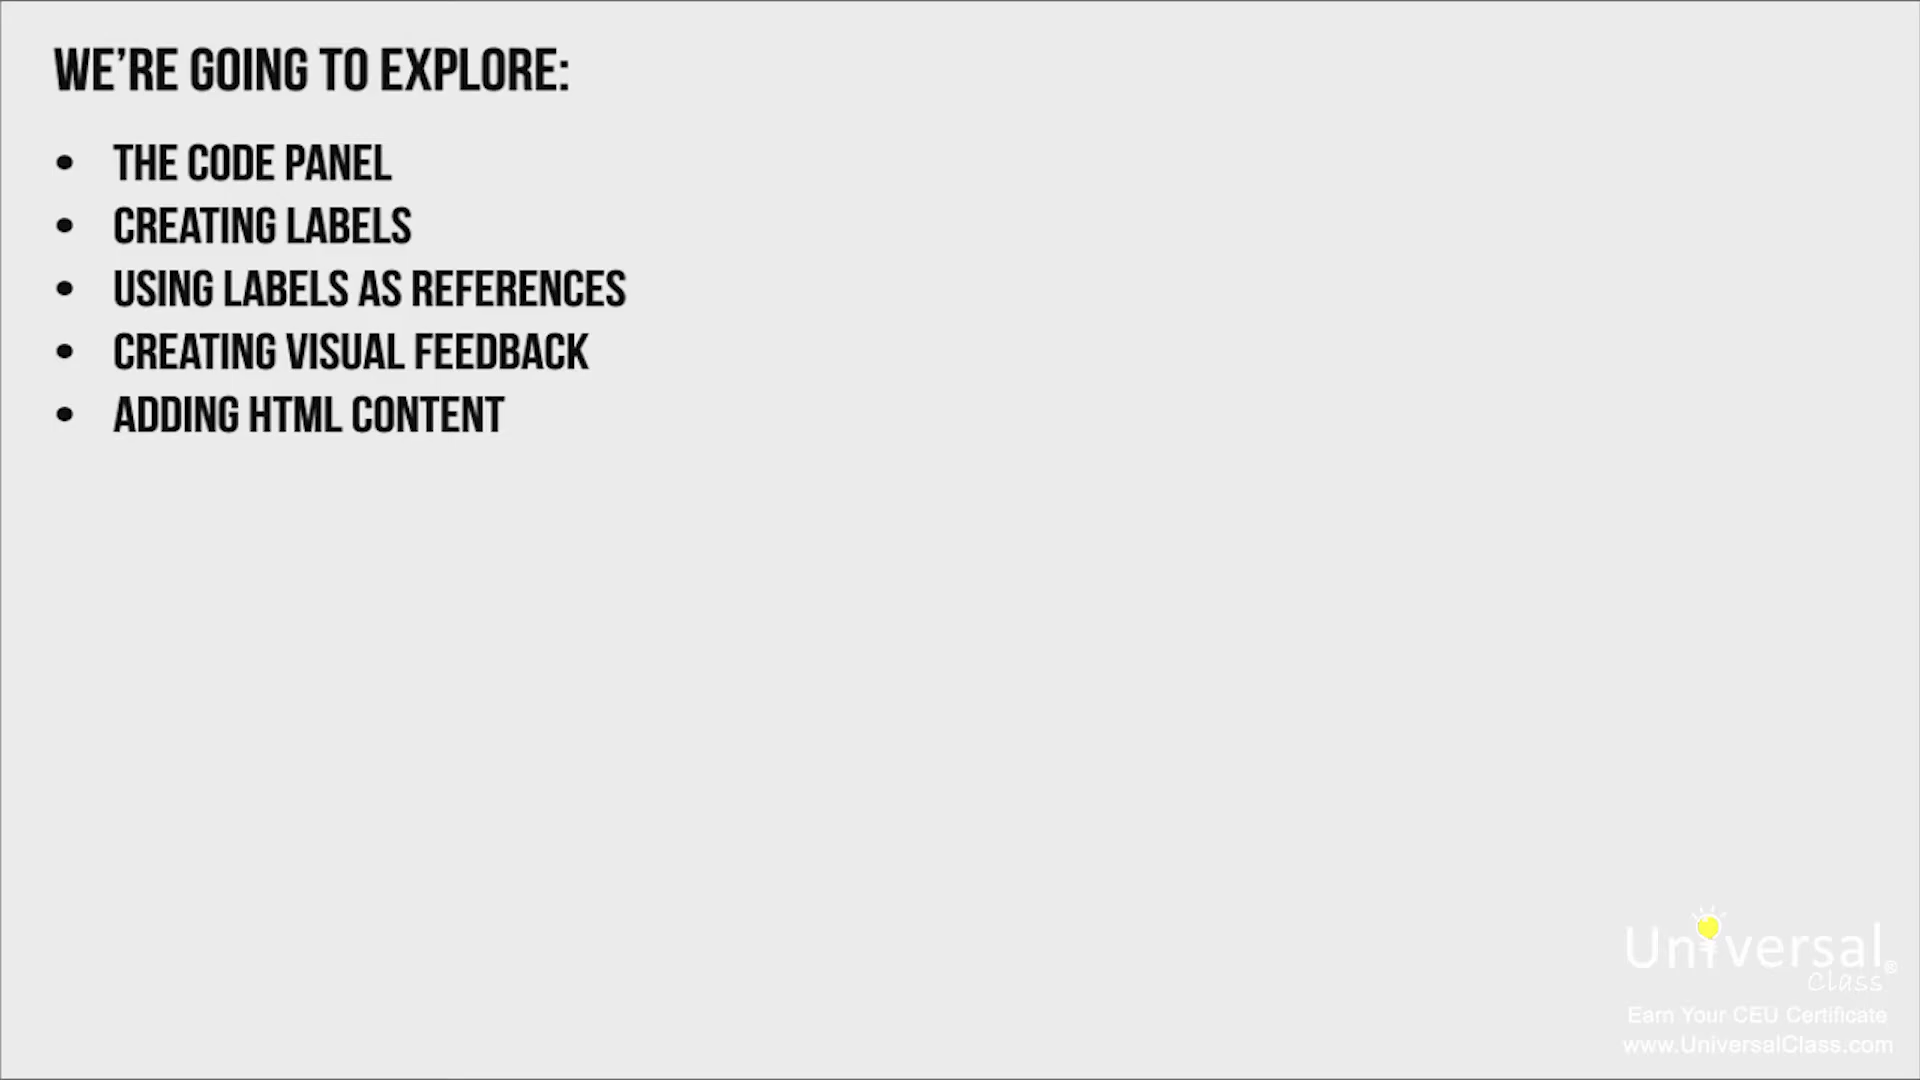 WE'RE GOING TO EXPLORE:
• THE CODE PANEL
• CREATING LABELS
• USING LABELS AS REFERENCES
• CREATING VISUAL FEEDBACK
• ADDING HTML CONTENT
Universal®
Class
Earn Your CEU Certificate
www.UniversalClass.com